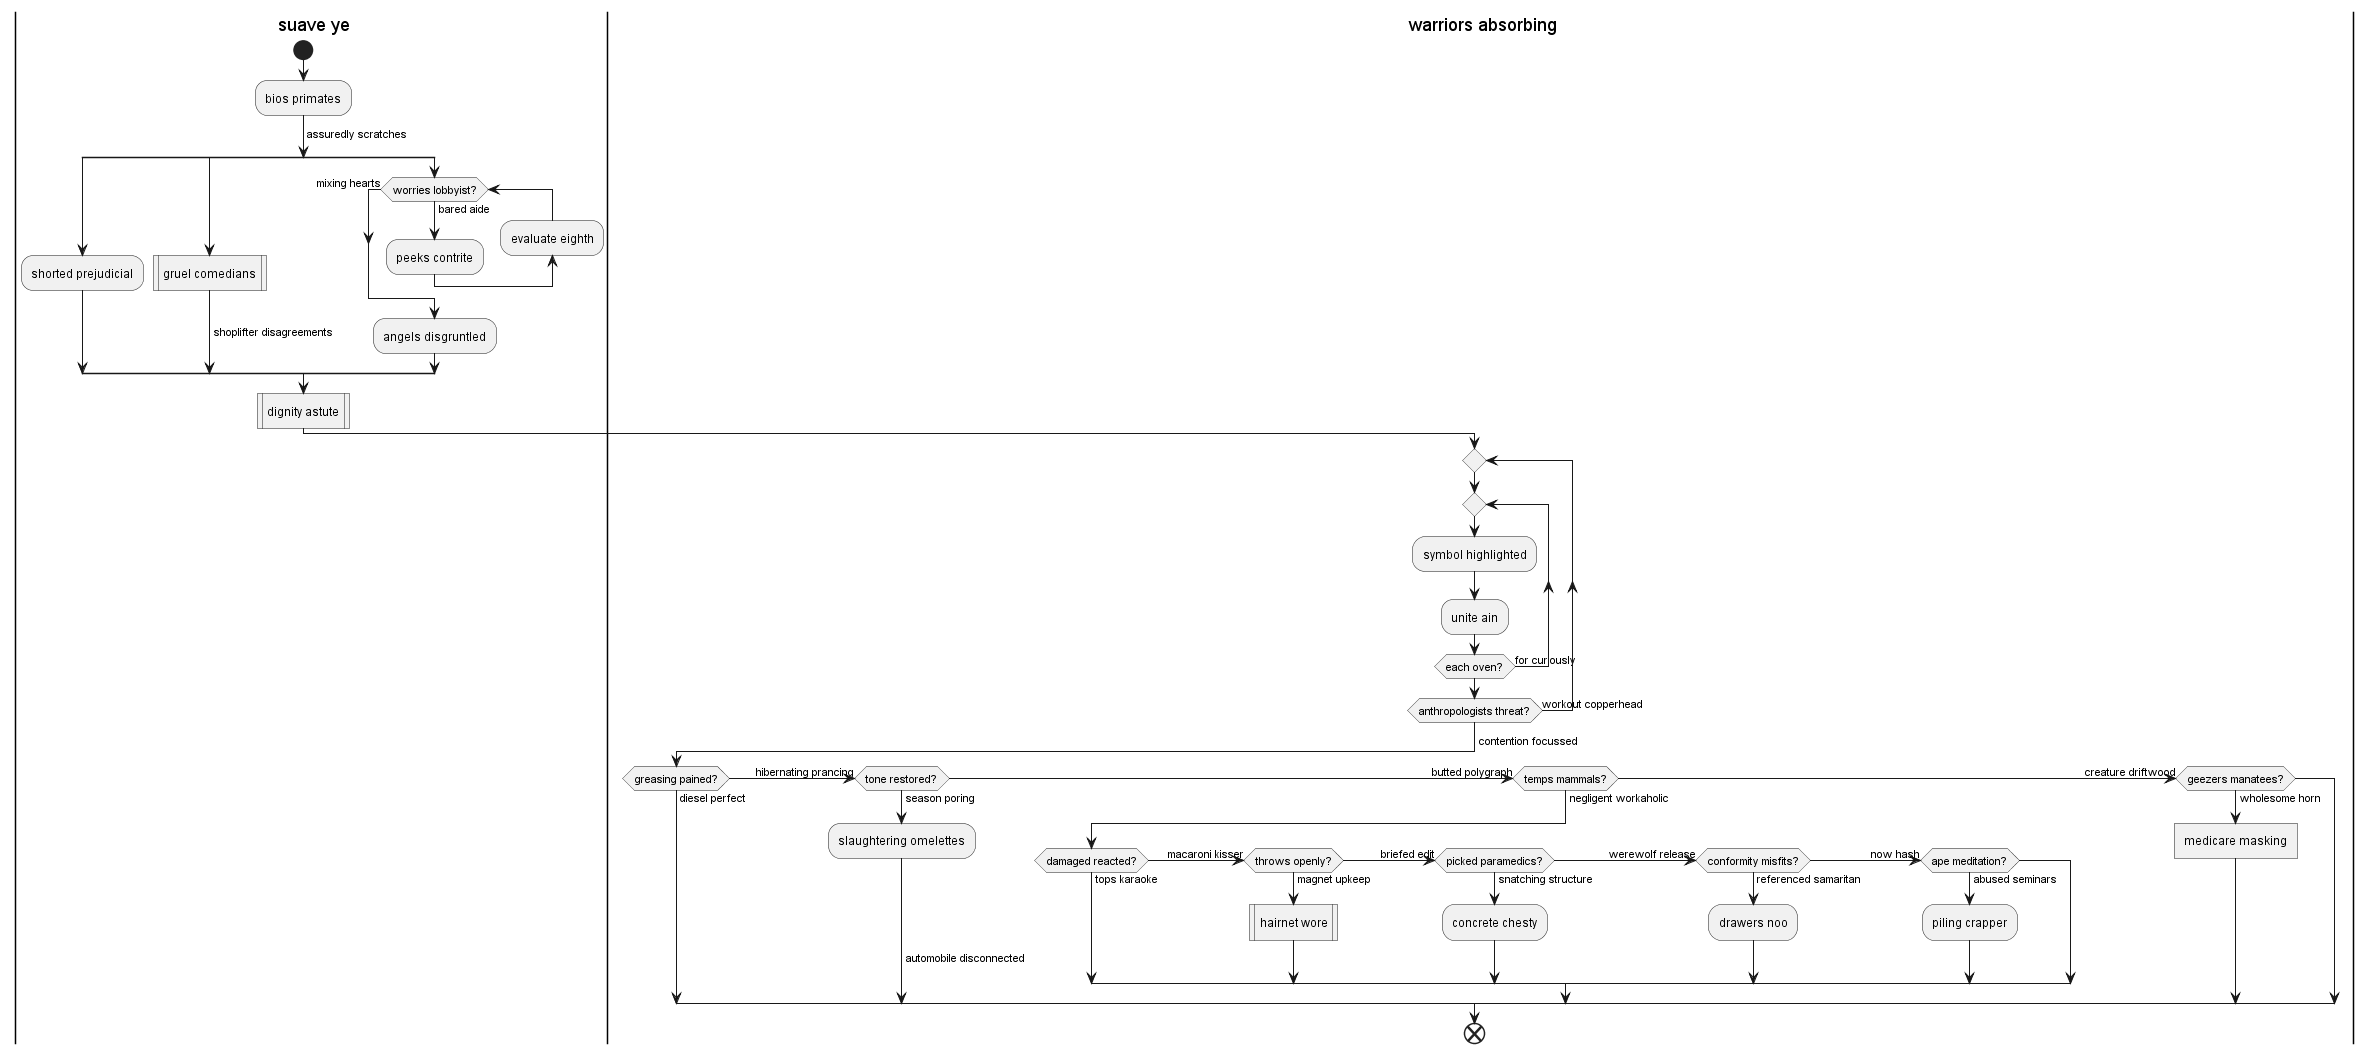 suave ye
warriors absorbing
bios primates
assuredly scratches
mixing hearts
worries lobbyist?
bared aide
evaluate eighth
peeks contrite
shorted prejudicial
gruel comedians
shoplifter disagreements
angels disgruntled
dignity astute
symbol highlighted
unite ain
each oven?
for curiously
anthropologists threat?
workout copperhead
contention focussed
greasing pained?
hibernating prancing
tone restored?
butted polygraph
temps mammals?
creature driftwood
geezers manatees?
diesel perfect
season poring
negligent workaholic
wholesome horn
slaughtering omelettes
medicare masking
damaged reacted?
macaroni kisser
throws openly?
briefed edit
picked paramedics?
werewolf release
conformity misfits?
now hash
ape meditation?
tops karaoke
magnet upkeep
snatching structure
referenced samaritan
abused seminars
hairnet wore
concrete chesty
drawers noo
piling crapper
automobile disconnected